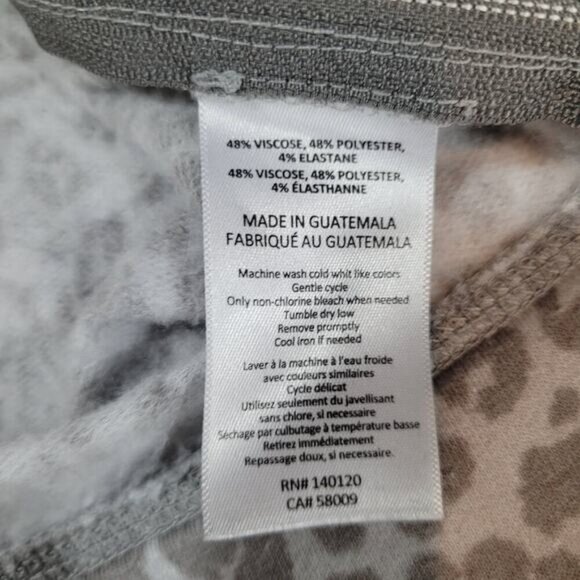 48% VISCOSE, 48% POLYESTER,
4% ELASTANE
48% VISCOSE, 48% POLYESTER,
4% ÉLASTHANNE
MADE IN GUATEMALA
FABRIQUÉ AU GUATEMALA
Machine wash cold whit like colors
Gentle cycle
Only non-chlorine bleach when needed
Tumble dry low
Remove promptly
Cool iron if needed
Laver à la machine à l'eau froide
avec couleurs similaires
Cycle délicat
Utilisez seulement du javellisant
sans chlore, si necessaire
Séchage par culbutage à température basse
Retirez immédiatement
Repassage doux, si necessaire.
RN# 140120
CA# 58009